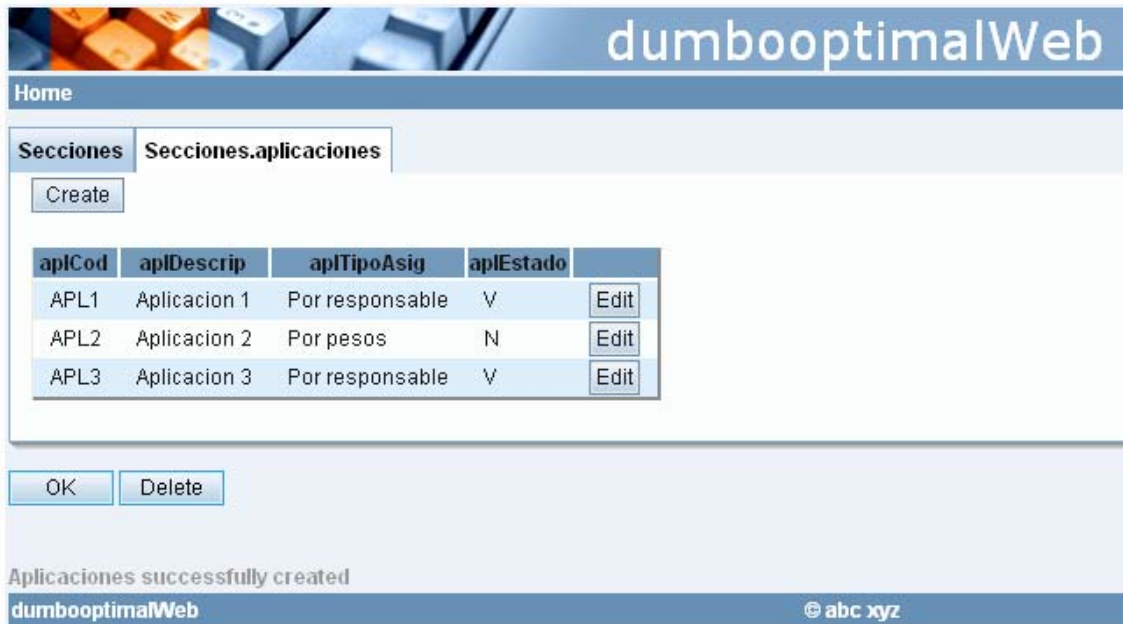 dumbooptimalWeb
Home
Secciones Secciones.aplicaciones
Create
aplCod aplDescrip aplTipoAsig aplEstado
APL1 Aplicacion 1 Por responsable V Edit
APL2 Aplicacion 2 Por pesos N Edit
APL3 Aplicacion 3 Por responsable V Edit
OK Delete
Aplicaciones successfully created
dumbooptimalWeb © abc xyz